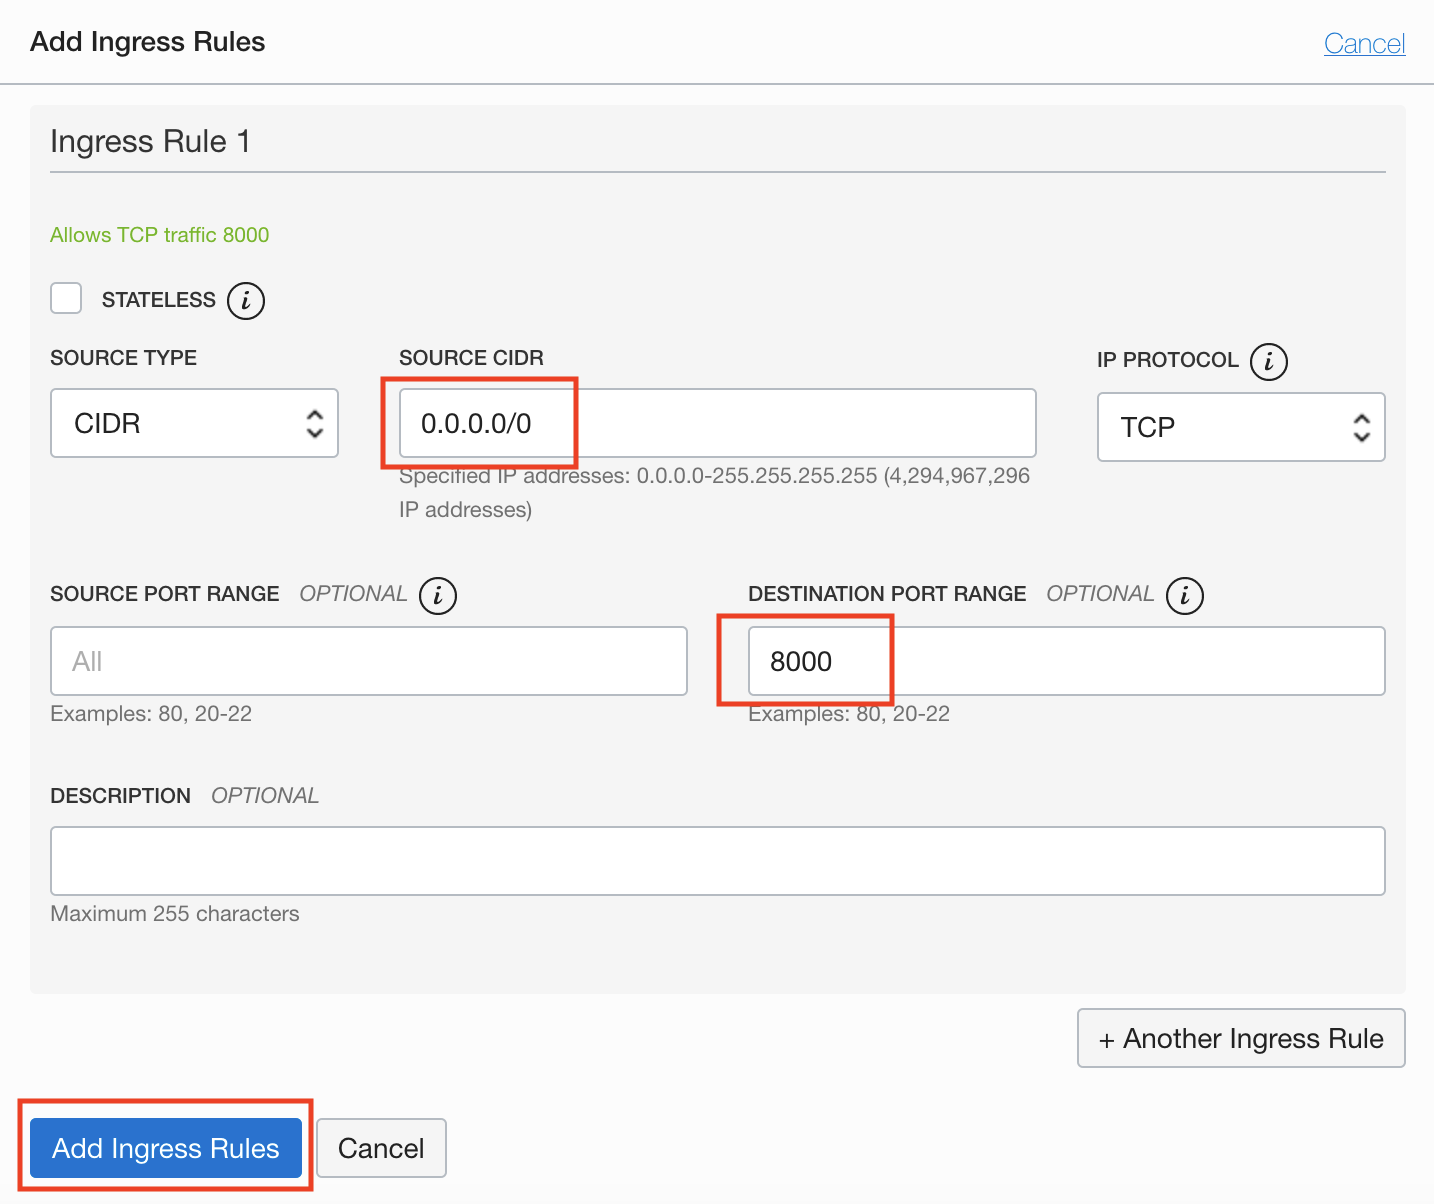 Add Ingress Rules
Cancel
Ingress Rule 1
Allows TCP traffic 8000
STATELESS i
SOURCE TYPE
SOURCE CIDR
IP PROTOCOL i
CIDR
0.0.0.0/0
TCP
Specified IP addresses: 0.0.0.0-255.255.255.255 (4,294,967,296
IP addresses)
SOURCE PORT RANGE OPTIONAL i
DESTINATION PORT RANGE OPTIONAL i
All
8000
Examples: 80, 20-22
Examples: 80, 20-22
DESCRIPTION OPTIONAL
Maximum 255 characters
+ Another Ingress Rule
Add Ingress Rules
Cancel